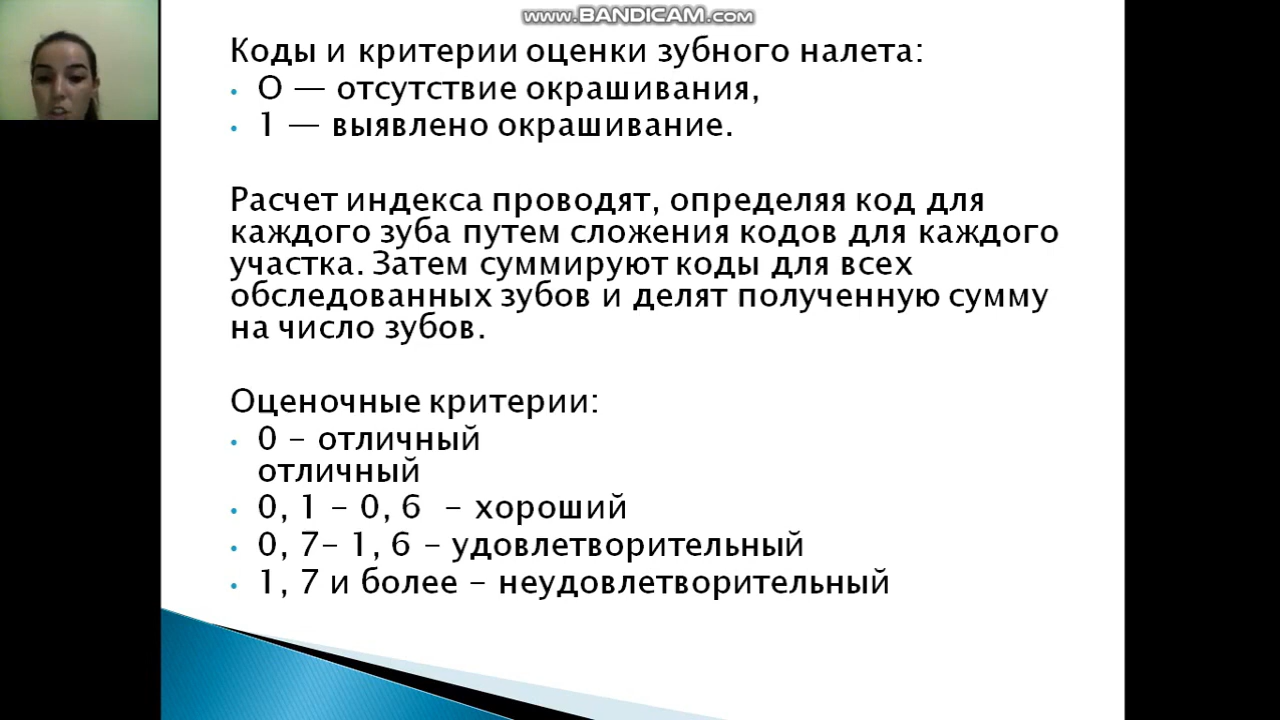 www.BANDICAM.com
Коды и критерии оценки зубного налета:
• О — отсутствие окрашивания,
• 1 — выявлено окрашивание.
Расчет индекса проводят, определяя код для
каждого зуба путем сложения кодов для каждого
участка. Затем суммируют коды для всех
обследованных зубов и делят полученную сумму
на число зубов.
Оценочные критерии:
• 0 – отличный
отличный
• 0, 1 – 0, 6 – хороший
• 0, 7– 1, 6 – удовлетворительный
• 1, 7 и более – неудовлетворительный